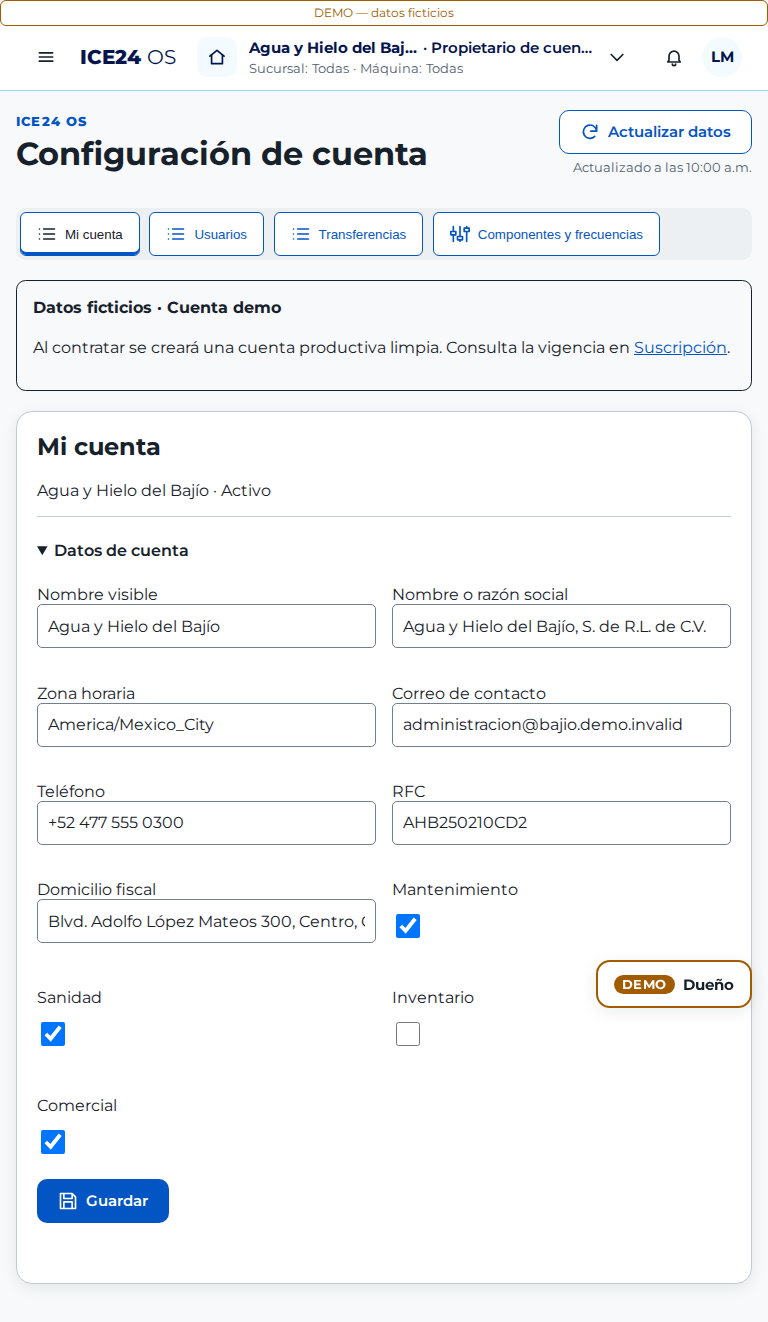 DEMO — datos ficticios
ICE24 OS
Agua y Hielo del Baj... · Propietario de cuen...
Sucursal: Todas · Máquina: Todas
LM
ICE24 OS
Configuración de cuenta
Actualizar datos
Actualizado a las 10:00 a.m.
Mi cuenta
Usuarios
Transferencias
Componentes y frecuencias
Datos ficticios · Cuenta demo
Al contratar se creará una cuenta productiva limpia. Consulta la vigencia en Suscripción.
Mi cuenta
Agua y Hielo del Bajío · Activo
▼ Datos de cuenta
Nombre visible
Agua y Hielo del Bajío
Nombre o razón social
Agua y Hielo del Bajío, S. de R.L. de C.V.
Zona horaria
America/Mexico_City
Correo de contacto
administracion@bajio.demo.invalid
Teléfono
+52 477 555 0300
RFC
AHB250210CD2
Domicilio fiscal
Blvd. Adolfo López Mateos 300, Centro,
Mantenimiento
DEMO Dueño
Sanidad
Inventario
Comercial
Guardar